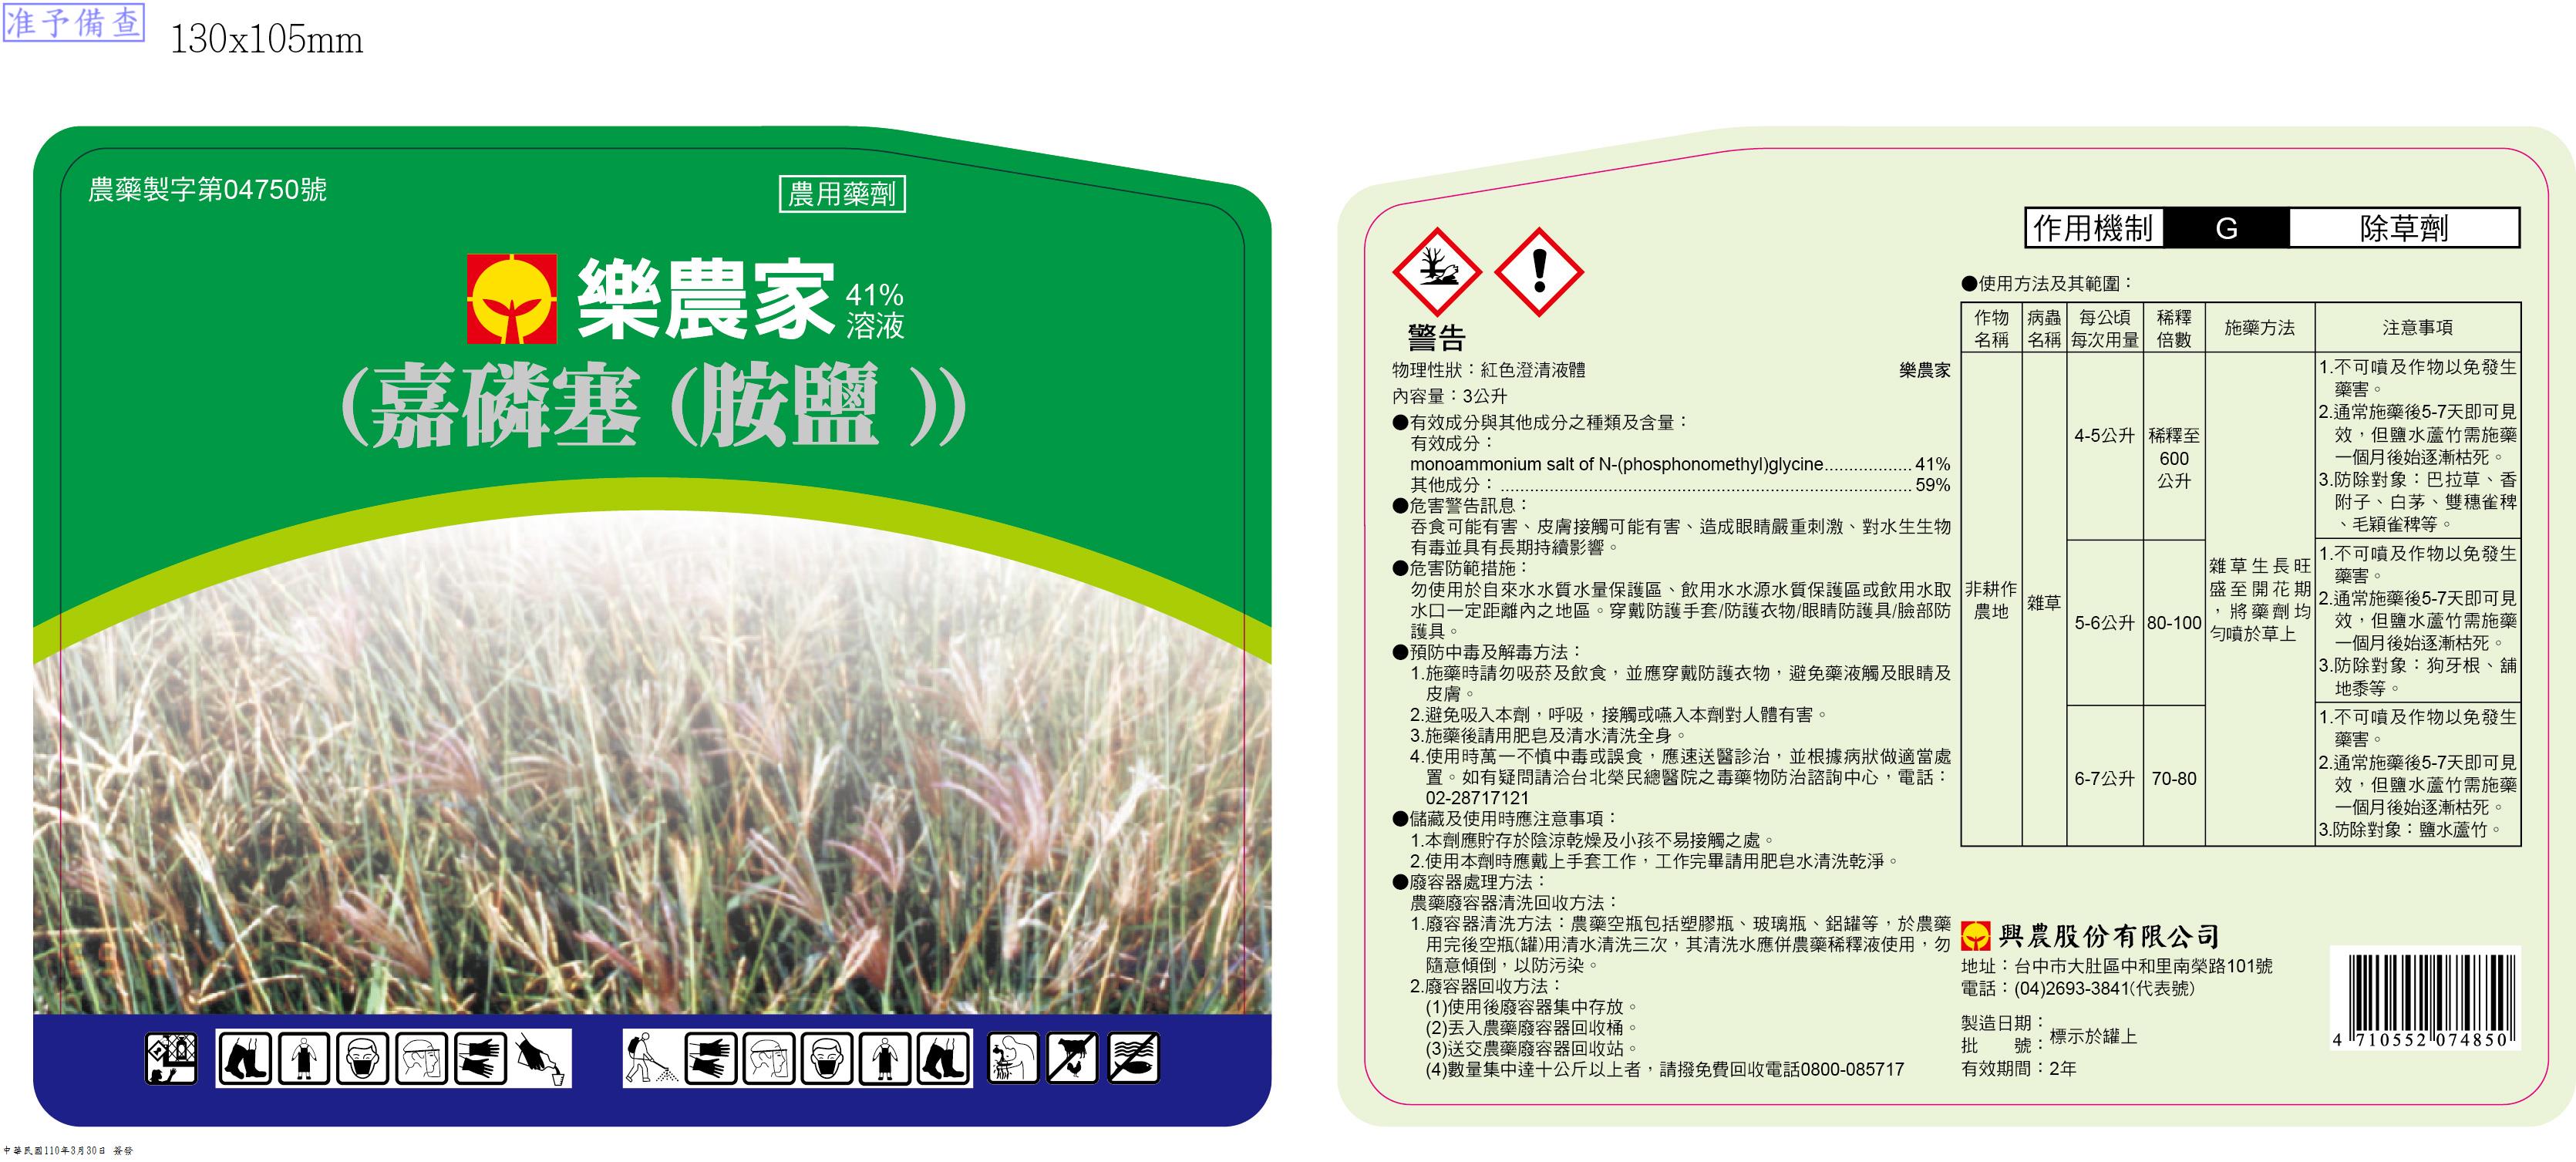 准予備查
130x105mm
農藥製字第04750號
農用藥劑
樂農家
41%
溶液
(嘉磷塞(胺鹽))
警告
物理性狀：紅色澄清液體 樂農家
內容量：3公升
●有效成分與其他成分之種類及含量：
有效成分：
monoammonium salt of N-(phosphonomethyl)glycine.................. 41%
其他成分：..................................................................................... 59%
●危害警告訊息：
吞食可能有害、皮膚接觸可能有害、造成眼睛嚴重刺激、對水生生物
有毒並具有長期持續影響。
●危害防範措施：
勿使用於自來水水質水量保護區、飲用水水源水質保護區或飲用水取
水口一定距離內之地區。穿戴防護手套/防護衣物/眼睛防護具/臉部防
護具。
●預防中毒及解毒方法：
1.施藥時請勿吸菸及飲食，並應穿戴防護衣物，避免藥液觸及眼睛及
皮膚。
2.避免吸入本劑，呼吸，接觸或嚥入本劑對人體有害。
3.施藥後請用肥皂及清水清洗全身。
4.使用時萬一不慎中毒或誤食，應速送醫診治，並根據病狀做適當處
置。如有疑問請洽台北榮民總醫院之毒藥物防治諮詢中心，電話：
02-28717121
●儲藏及使用時應注意事項：
1.本劑應貯存於陰涼乾燥及小孩不易接觸之處。
2.使用本劑時應戴上手套工作，工作完畢請用肥皂水清洗乾淨。
●廢容器處理方法：
農藥廢容器清洗回收方法：
1.廢容器清洗方法：農藥空瓶包括塑膠瓶、玻璃瓶、鋁罐等，於農藥
用完後空瓶(罐)用清水清洗三次，其清洗水應併農藥稀釋液使用，勿
隨意傾倒，以防污染。
2.廢容器回收方法：
(1)使用後廢容器集中存放。
(2)丟入農藥廢容器回收桶。
(3)送交農藥廢容器回收站。
(4)數量集中達十公斤以上者，請撥免費回收電話0800-085717
作用機制 G 除草劑
●使用方法及其範圍：
作物
名稱
病蟲
名稱
每公頃
每次用量
稀釋
倍數
施藥方法
注意事項
非耕作
農地
雜草
4-5公升
稀釋至
600
公升
雜草生長旺
盛至開花期
，將藥劑均
勻噴於草上
1.不可噴及作物以免發生
藥害。
2.通常施藥後5-7天即可見
效，但鹽水蘆竹需施藥
一個月後始逐漸枯死。
3.防除對象：巴拉草、香
附子、白茅、雙穗雀稗
、毛穎雀稗等。
5-6公升
80-100
1.不可噴及作物以免發生
藥害。
2.通常施藥後5-7天即可見
效，但鹽水蘆竹需施藥
一個月後始逐漸枯死。
3.防除對象：狗牙根、舖
地黍等。
6-7公升
70-80
1.不可噴及作物以免發生
藥害。
2.通常施藥後5-7天即可見
效，但鹽水蘆竹需施藥
一個月後始逐漸枯死。
3.防除對象：鹽水蘆竹。
興農股份有限公司
地址：台中市大肚區中和里南榮路101號
電話：(04)2693-3841(代表號)
製造日期：
批　　號：
標示於罐上
有效期間：2年
4 710552 074850
中華民國110年3月30日 簽發